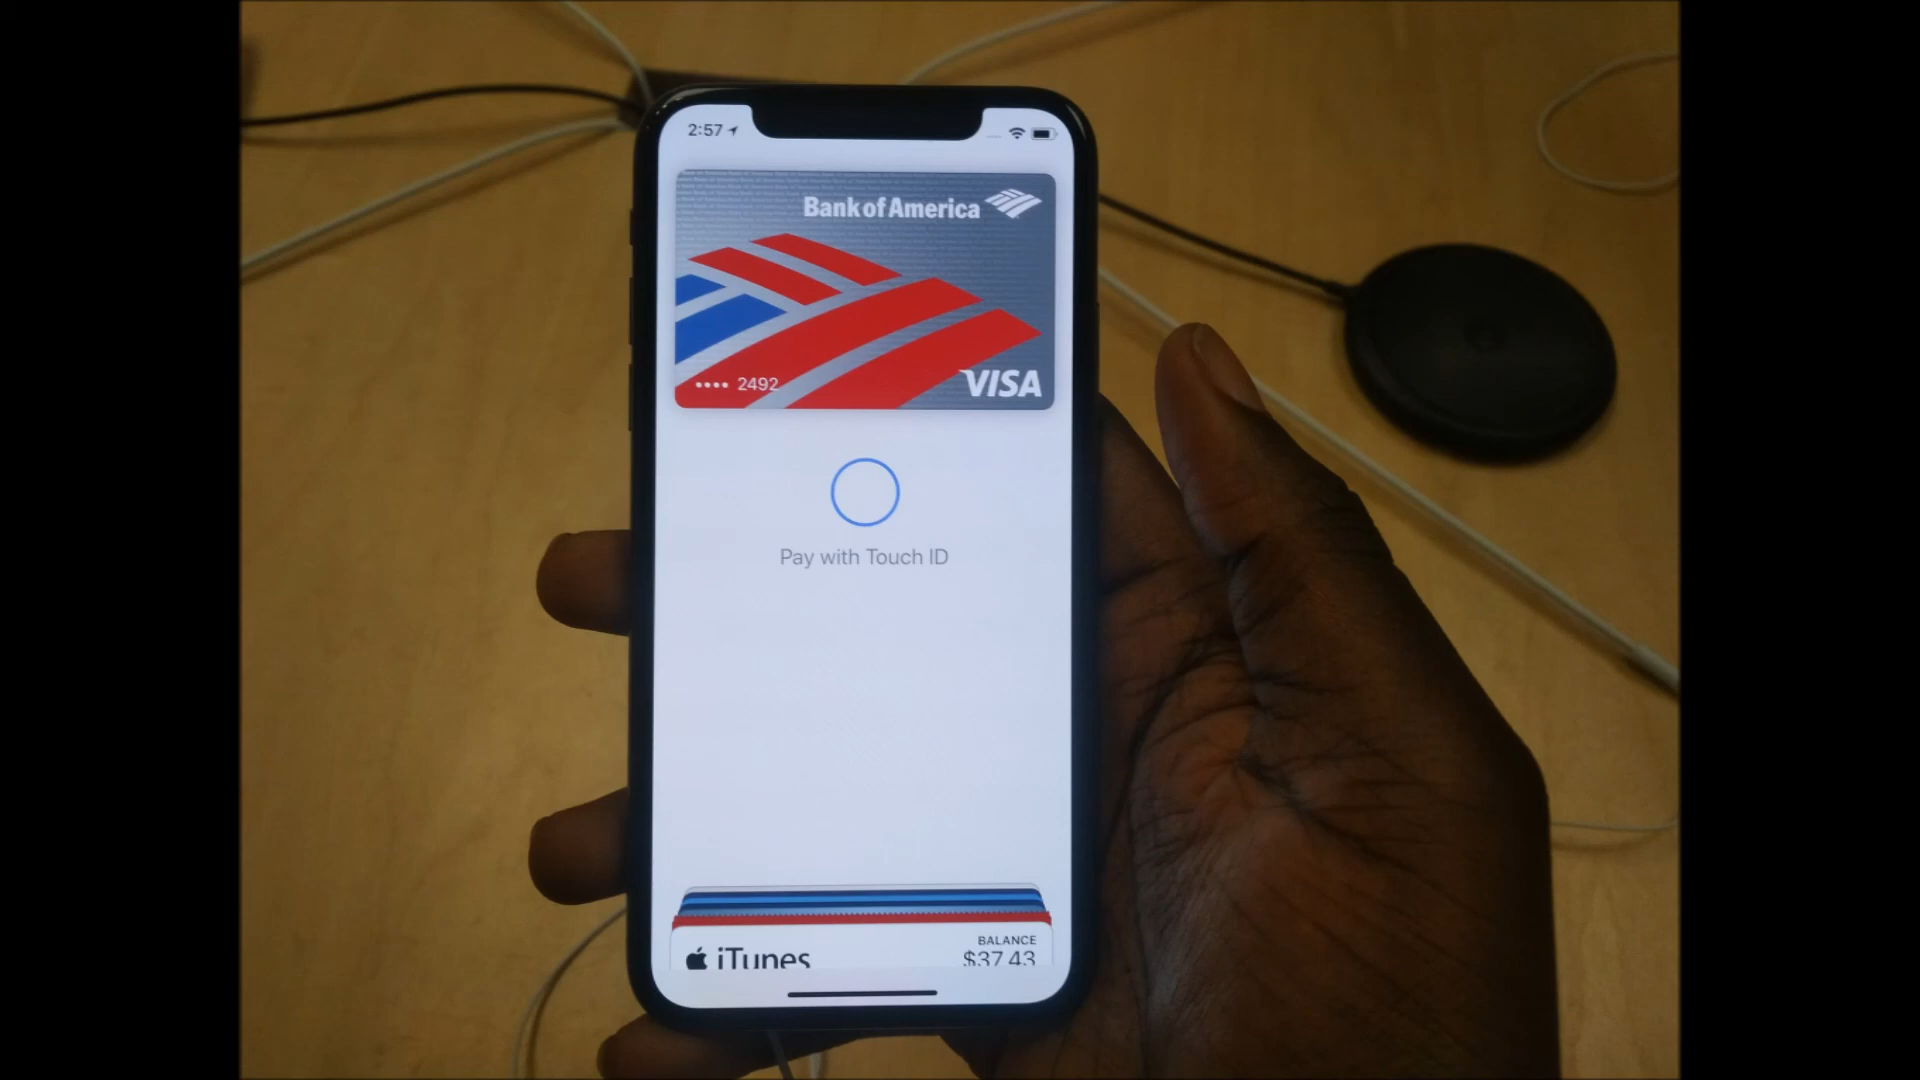 2:57
Bank of America
•••• 2492
VISA
Pay with Touch ID
iTunes
BALANCE
$37.43